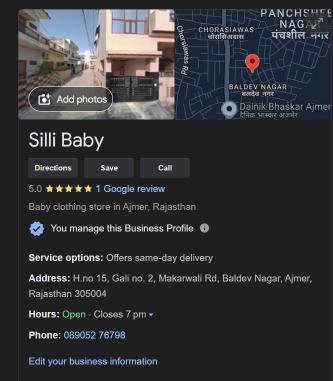 CHORASIAWAS
सोरासिअवास
PANCHSHEE
NAG
पंचशील नगर
Chorasiawas Rd
BALDEV NAGAR
बलदेव नगर
Dainik Bhaskar Ajmer
दैनिक भास्कर अजमेर
Add photos
Silli Baby
Directions Save Call
5.0 1 Google review
Baby clothing store in Ajmer, Rajasthan
You manage this Business Profile
Service options: Offers same-day delivery
Address: H.no 15, Gali no. 2, Makarwali Rd, Baldev Nagar, Ajmer,
Rajasthan 305004
Hours: Open · Closes 7 pm
Phone: 089052 76798
Edit your business information